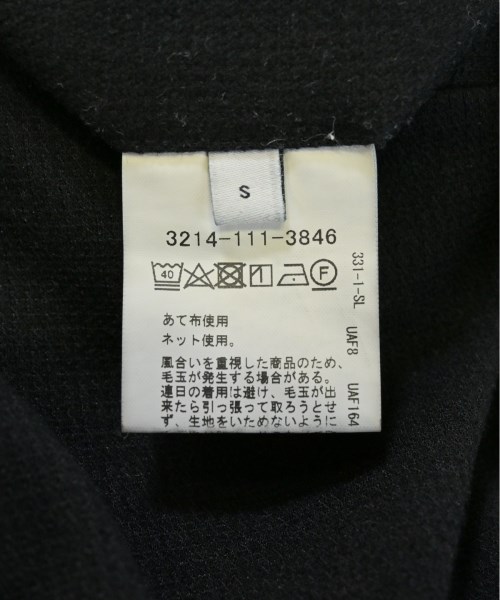 S
3214-111-3846
40
F
あて布使用
ネット使用。
風合いを重視した商品のため、
毛玉が発生する場合がある。
連日の着用は避け、毛玉が出
来たら引っ張って取ろうとせ
ず、生地をいためないように
331-1-SL UAF8 UAF164